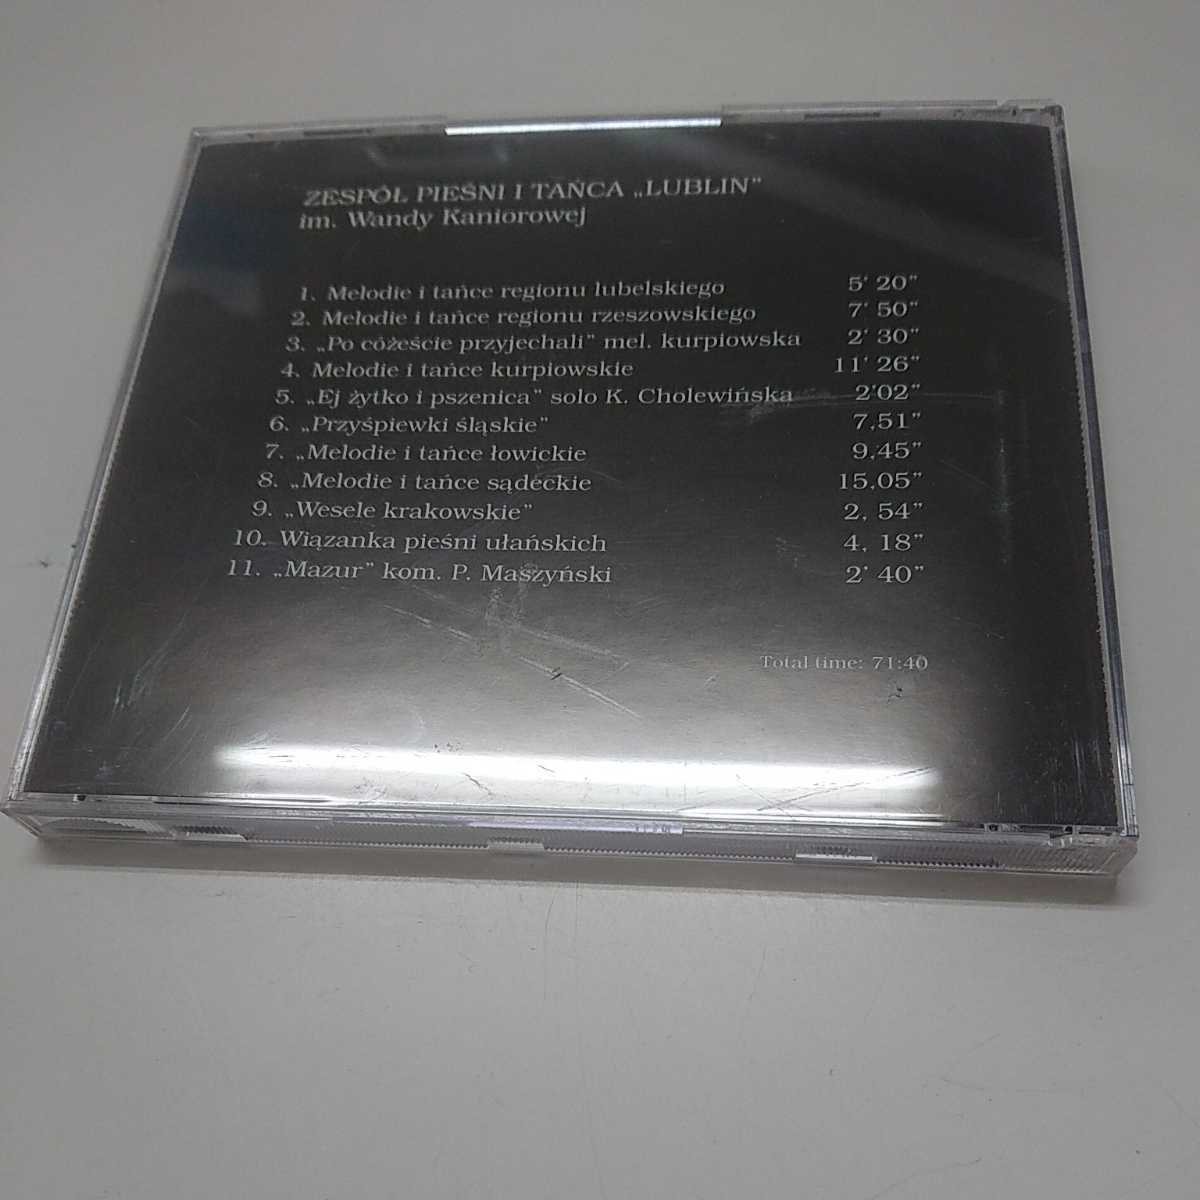 ZESPÓŁ PIEŚNI I TAŃCA „LUBLIN”
im. Wandy Kaniorowej
1. Melodie i tańce regionu lubelskiego 5' 20”
2. Melodie i tańce regionu rzeszowskiego 7' 50”
3. „Po cóżeście przyjechali” mel. kurpiowska 2' 30”
4. Melodie i tańce kurpiowskie 11' 26”
5. „Ej żytko i pszenica” solo K. Cholewińska 2'02”
6. „Przyśpiewki śląskie” 7,51”
7. „Melodie i tańce łowickie 9,45”
8. „Melodie i tańce sądeckie 15,05”
9. „Wesele krakowskie” 2, 54”
10. Wiązanka pieśni ułańskich 4, 18”
11. „Mazur” kom. P. Maszyński 2' 40”
Total time: 71:40